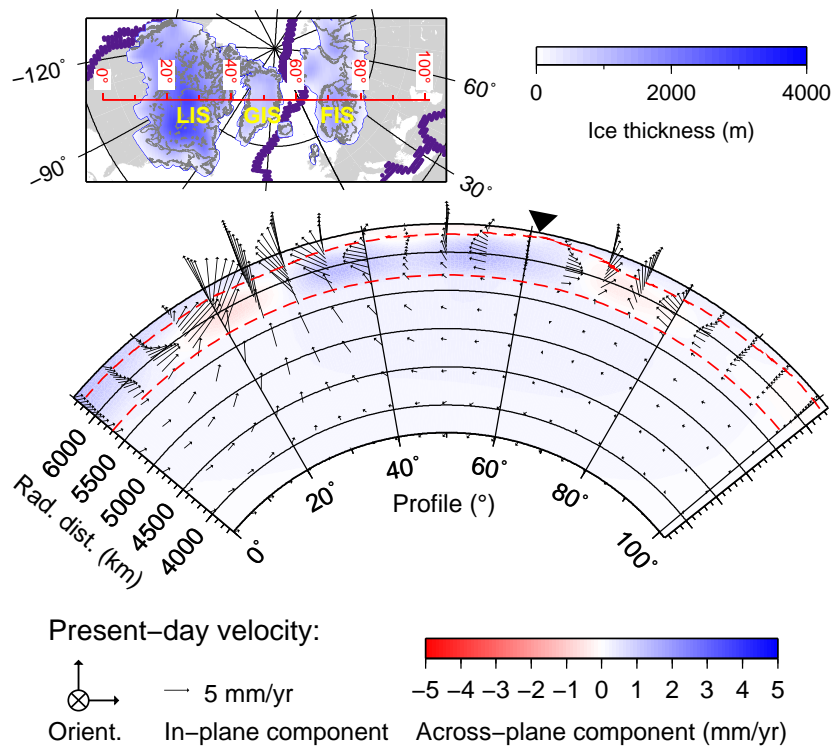 −120°
−90°
60°
30°
0°
20°
40°
60°
80°
100°
LIS
GIS
FIS
0
2000
4000
Ice thickness (m)
6000
5500
5000
4500
4000
Rad. dist. (km)
0°
20°
40°
60°
80°
100°
Profile (°)
Present−day velocity:
5 mm/yr
Orient.
In−plane component
−5 −4 −3 −2 −1 0 1 2 3 4 5
Across−plane component (mm/yr)